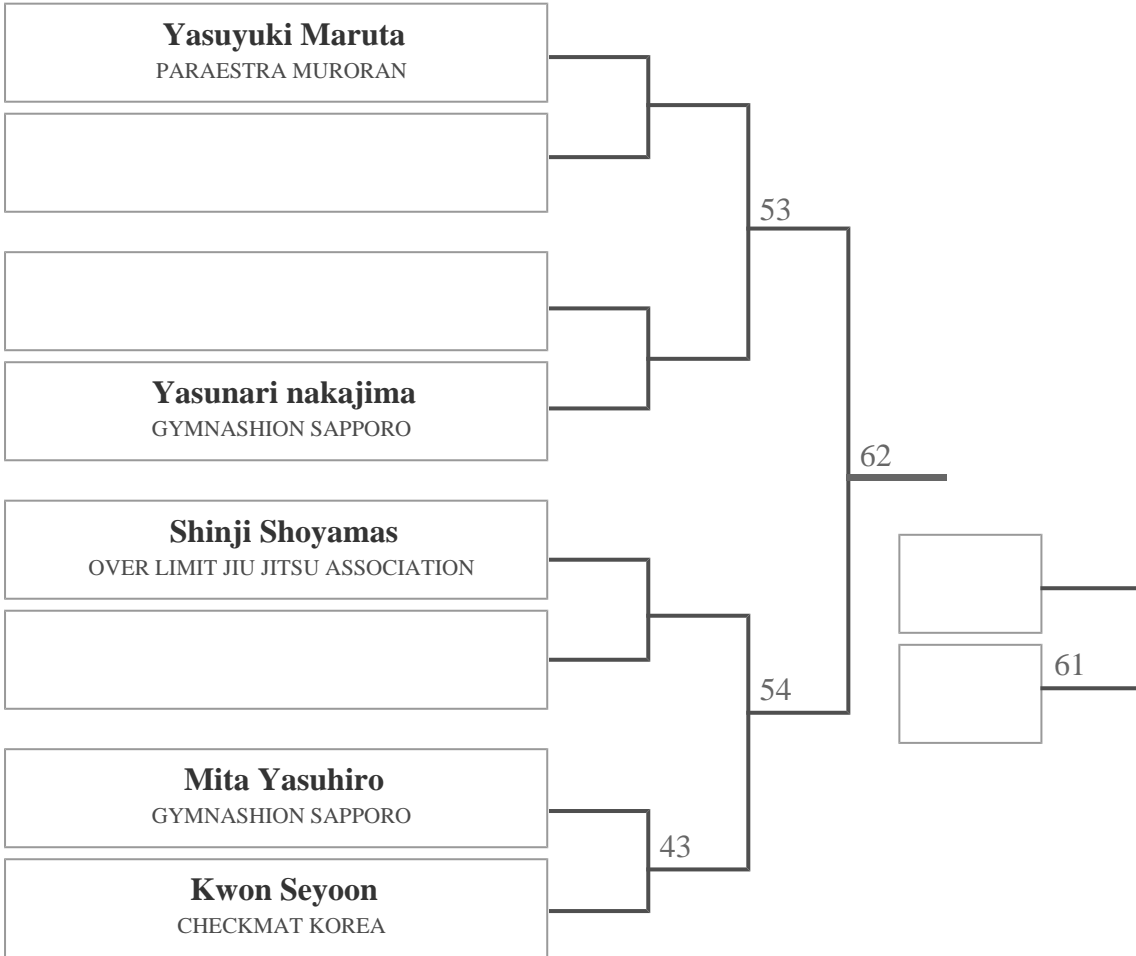 Yasuyuki Maruta
PARAESTRA MURORAN
53
Yasunari nakajima
GYMNASHION SAPPORO
62
Shinji Shoyamas
OVER LIMIT JIU JITSU ASSOCIATION
61
54
Mita Yasuhiro
GYMNASHION SAPPORO
43
Kwon Seyoon
CHECKMAT KOREA